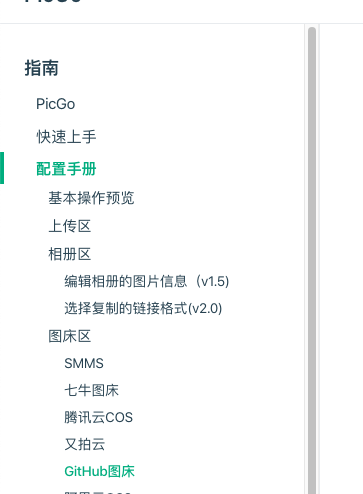 指南
PicGo
快速上手
配置手册
基本操作预览
上传区
相册区
编辑相册的图片信息（v1.5)
选择复制的链接格式(v2.0)
图床区
SMMS
七牛图床
腾讯云COS
又拍云
GitHub图床